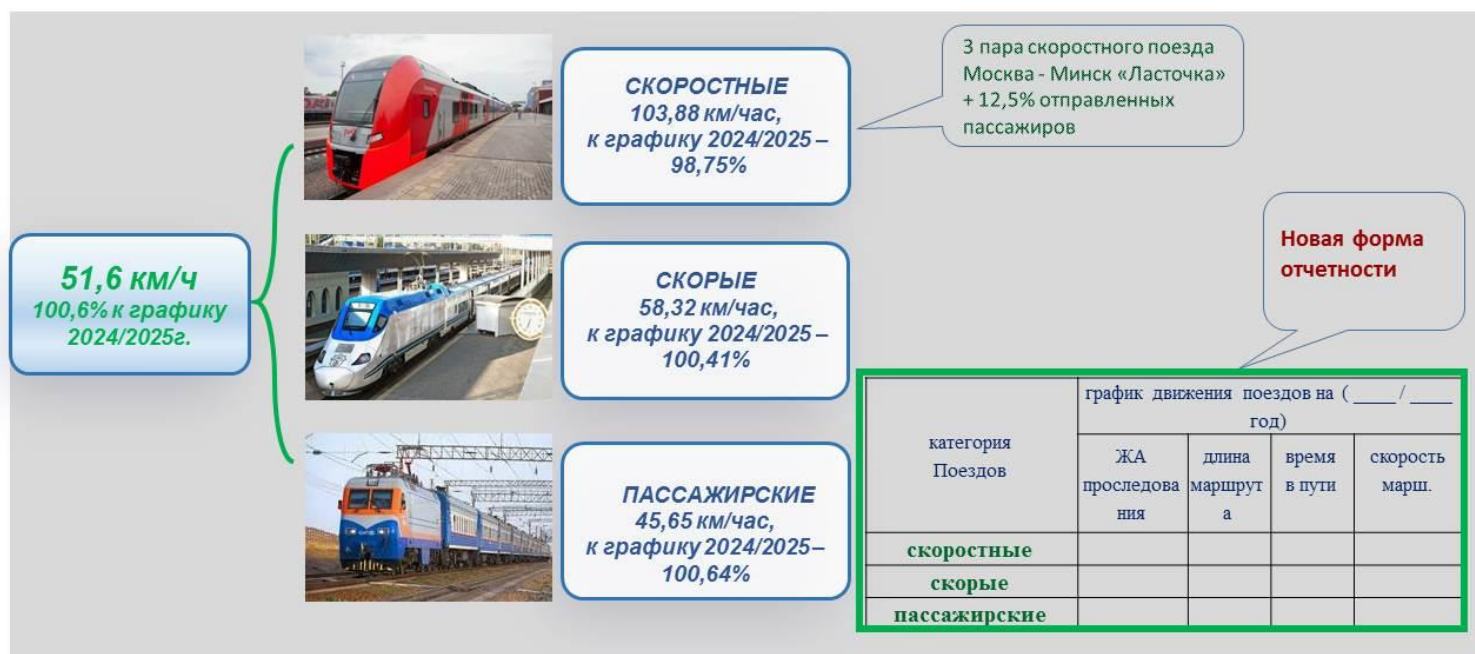 51,6 км/ч
100,6% к графику
2024/2025г.
СКОРОСТНЫЕ
103,88 км/час,
к графику 2024/2025 –
98,75%
3 пара скоростного поезда
Москва - Минск «Ласточка»
+ 12,5% отправленных
пассажиров
СКОРЫЕ
58,32 км/час,
к графику 2024/2025 –
100,41%
ПАССАЖИРСКИЕ
45,65 км/час,
к графику 2024/2025–
100,64%
Новая форма
отчетности
категория
Поездов
график движения поездов на ( ____ / ____
год)
ЖА
проследова
ния
длина
маршрут
а
время
в пути
скорость
марш.
скоростные
скорые
пассажирские